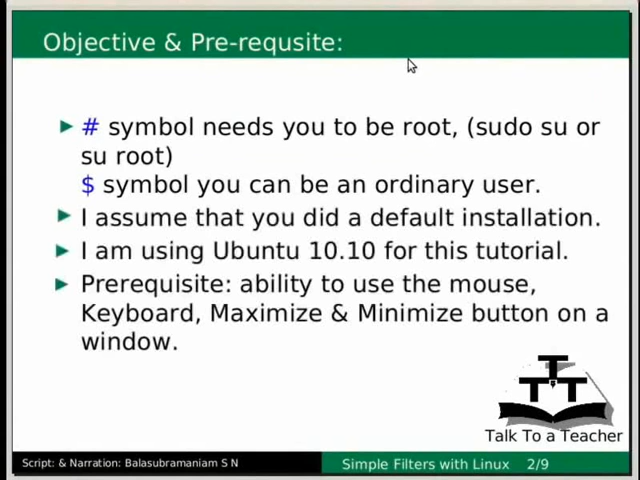 Objective & Pre-requsite:
# symbol needs you to be root, (sudo su or
su root)
$ symbol you can be an ordinary user.
I assume that you did a default installation.
I am using Ubuntu 10.10 for this tutorial.
Prerequisite: ability to use the mouse,
Keyboard, Maximize & Minimize button on a
window.
TTT
Talk To a Teacher
Script: & Narration: Balasubramaniam S N
Simple Filters with Linux 2/9